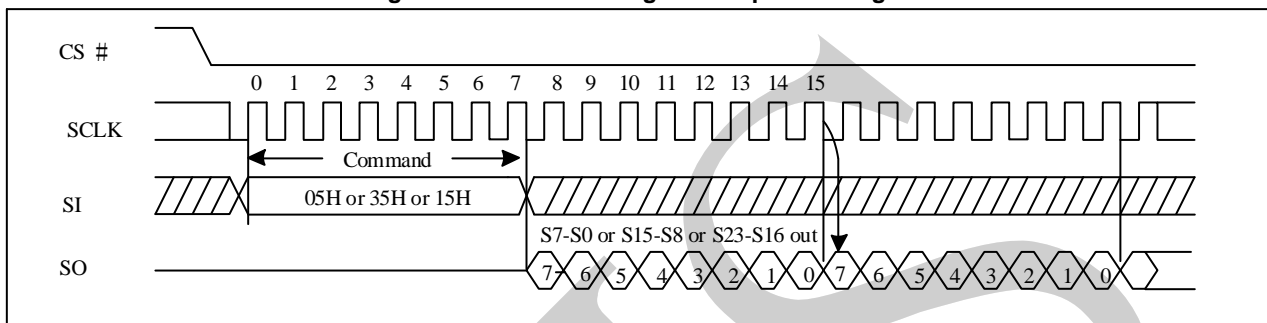 CS #
0 1 2 3 4 5 6 7 8 9 10 11 12 13 14 15
SCLK
Command
SI
05H or 35H or 15H
S7-S0 or S15-S8 or S23-S16 out
SO
7 6 5 4 3 2 1 0 7 6 5 4 3 2 1 0